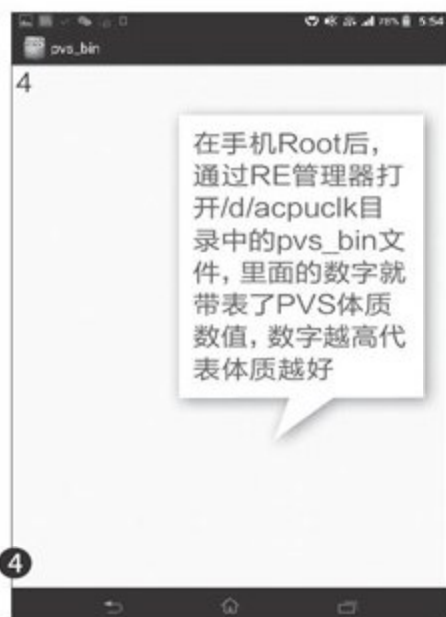 78% 5:54
pvs_bin
4
在手机Root后，
通过RE管理器打
开/d/acpuclk目
录中的pvs_bin文
件，里面的数字就
带表了PVS体质
数值，数字越高代
表体质越好
4